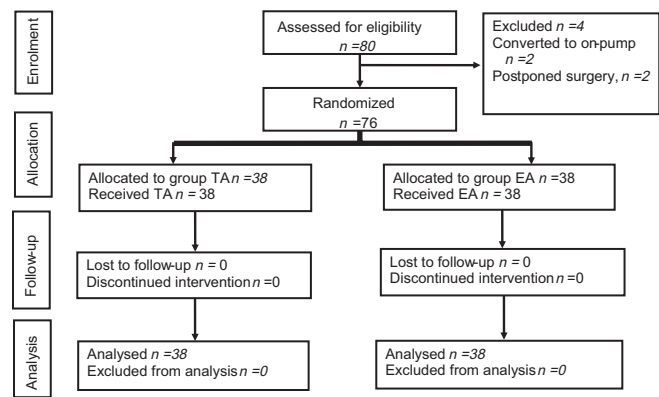 Enrolment
Assessed for eligibility
n =80
Excluded n =4
Converted to on-pump
n =2
Postponed surgery, n =2
Randomized
n =76
Allocation
Allocated to group TA n =38
Received TA n = 38
Allocated to group EA n =38
Received EA n = 38
Follow-up
Lost to follow-up n = 0
Discontinued intervention n =0
Lost to follow-up n = 0
Discontinued intervention n =0
Analysis
Analysed n =38
Excluded from analysis n =0
Analysed n =38
Excluded from analysis n =0